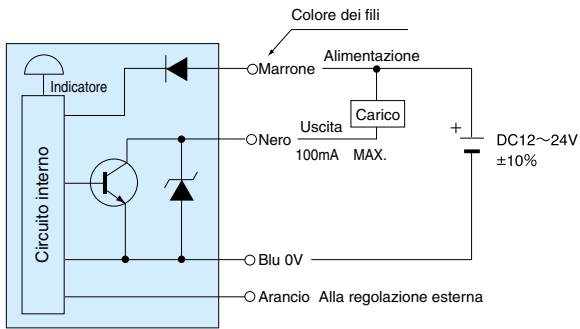 Colore dei fili
Marrone
Alimentazione
Indicatore
Carico
Nero
Uscita
100mA MAX.
+
DC12～24V
±10%
Circuito interno
Blu 0V
Arancio Alla regolazione esterna